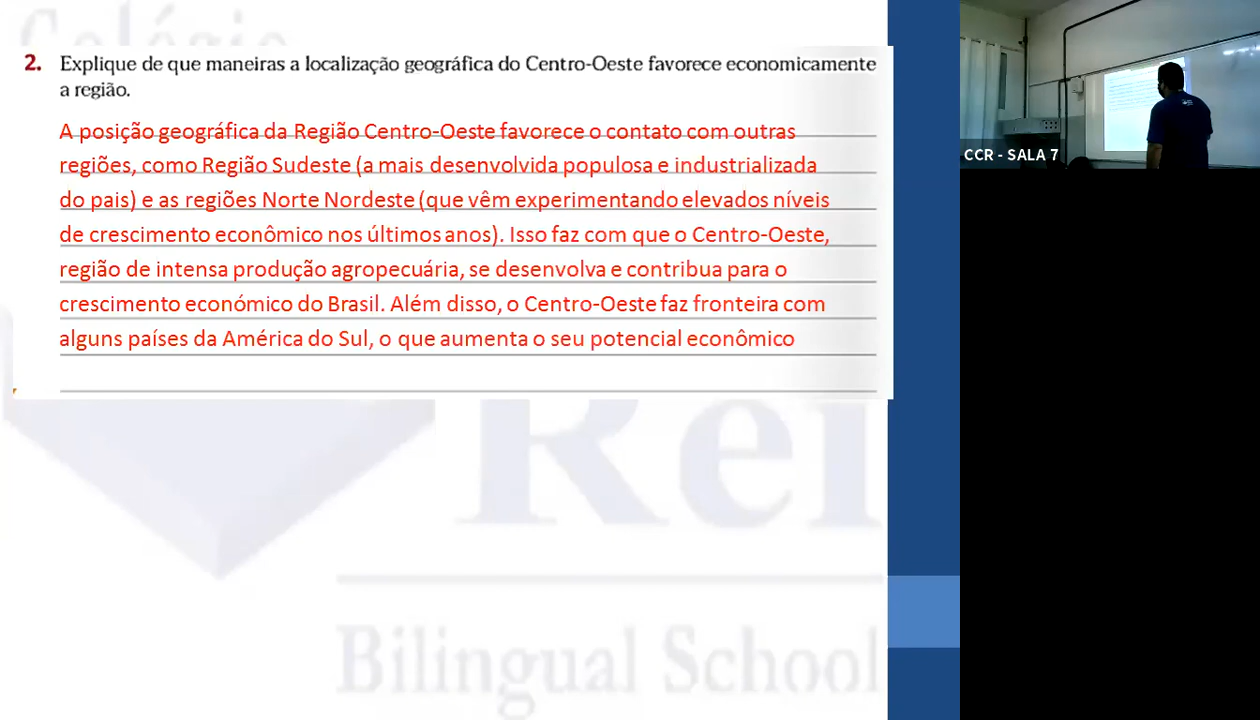 Colégio
2. Explique de que maneiras a localização geográfica do Centro-Oeste favorece economicamente
a região.
A posição geográfica da Região Centro-Oeste favorece o contato com outras
regiões, como Região Sudeste (a mais desenvolvida populosa e industrializada
do pais) e as regiões Norte Nordeste (que vêm experimentando elevados níveis
de crescimento econômico nos últimos anos). Isso faz com que o Centro-Oeste,
região de intensa produção agropecuária, se desenvolva e contribua para o
crescimento económico do Brasil. Além disso, o Centro-Oeste faz fronteira com
alguns países da América do Sul, o que aumenta o seu potencial econômico
Rei
Bilingual School
CCR - SALA 7